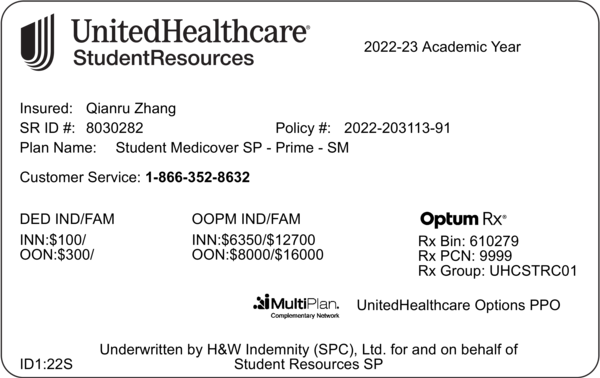 UnitedHealthcare®
StudentResources
2022-23 Academic Year
Insured: Qianru Zhang
SR ID #: 8030282 Policy #: 2022-203113-91
Plan Name: Student Medicover SP - Prime - SM
Customer Service: 1-866-352-8632
DED IND/FAM
INN:$100/
OON:$300/
OOPM IND/FAM
INN:$6350/$12700
OON:$8000/$16000
Optum Rx®
Rx Bin: 610279
Rx PCN: 9999
Rx Group: UHCSTRC01
MultiPlan.
Complementary Network
UnitedHealthcare Options PPO
Underwritten by H&W Indemnity (SPC), Ltd. for and on behalf of
Student Resources SP
ID1:22S